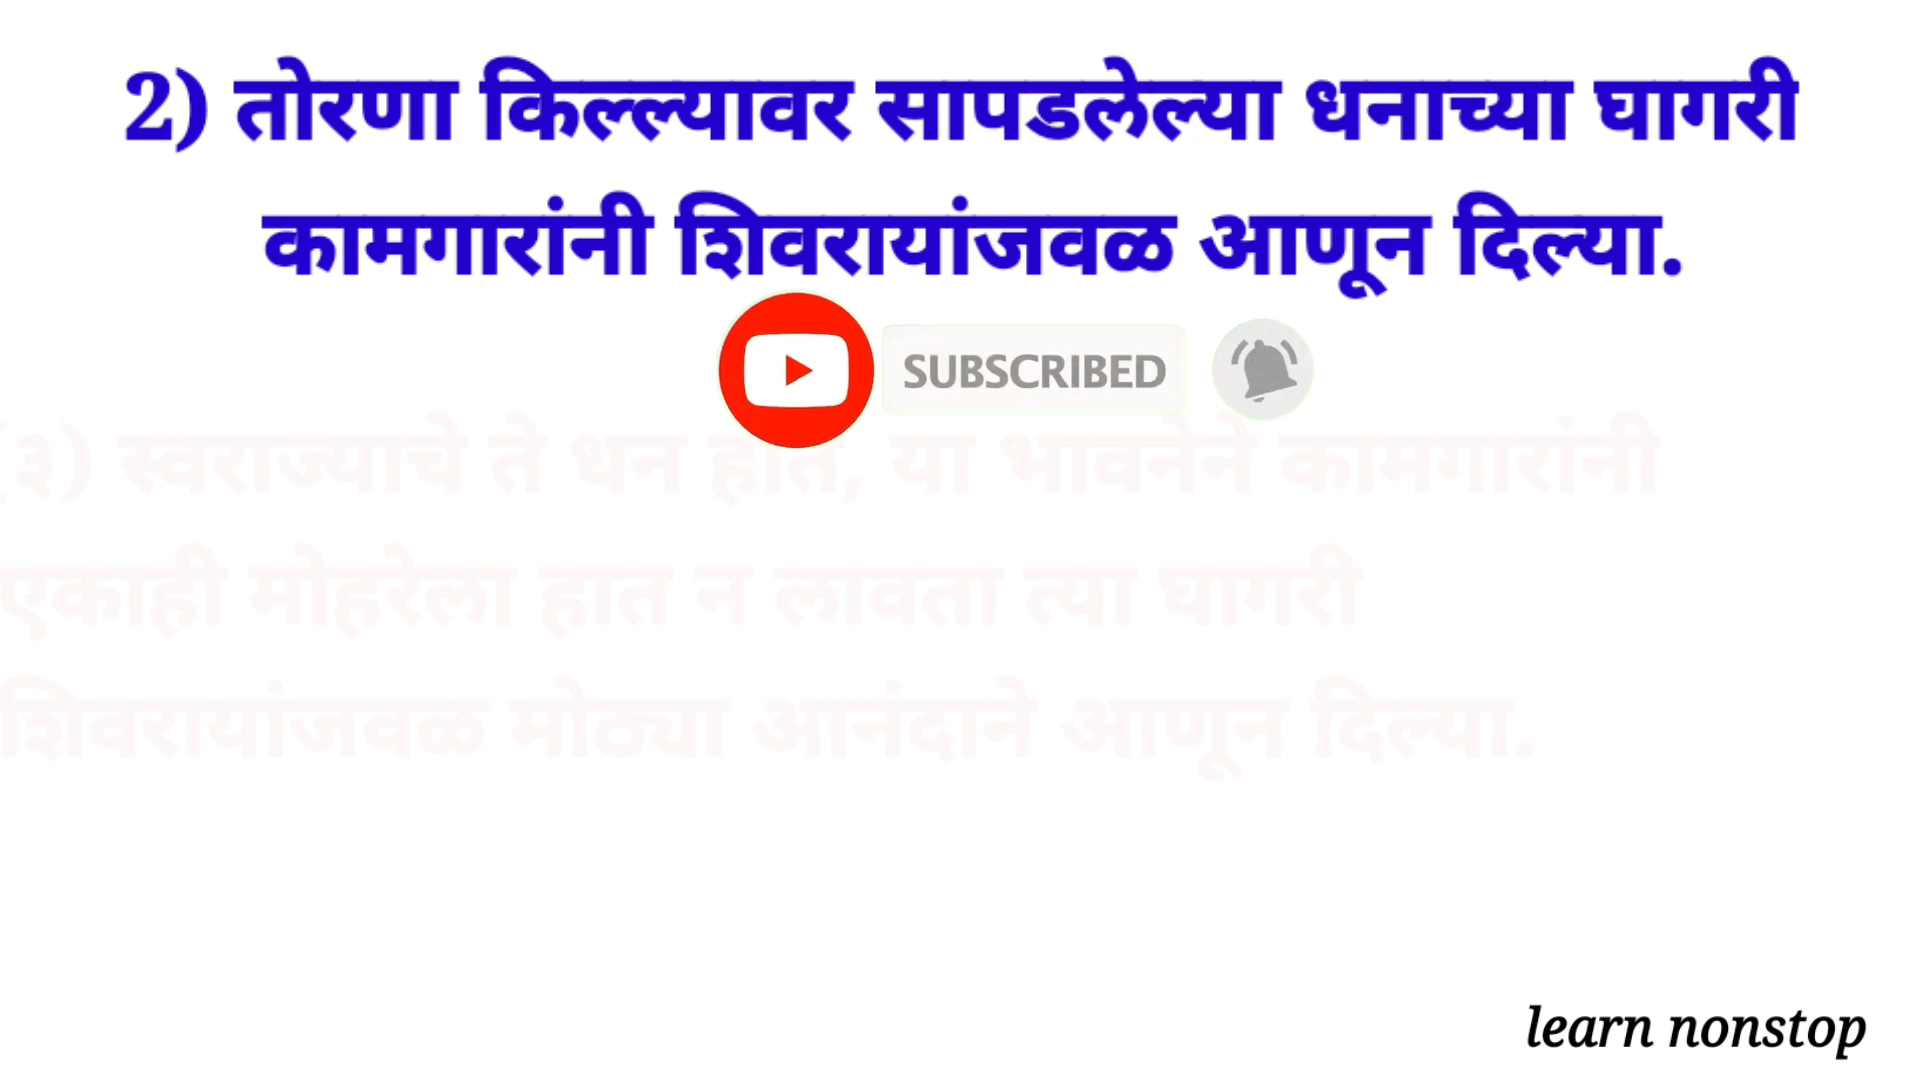 2) तोरणा किल्ल्यावर सापडलेल्या धनाच्या घागरी
कामगारांनी शिवरायांजवळ आणून दिल्या.
SUBSCRIBED
(३) स्वराज्याचे ते धन होते, या भावनेने कामगारांनी
एकाही मोहरेला हात न लावता त्या घागरी
शिवरायांजवळ मोठ्या आनंदाने आणून दिल्या.
learn nonstop